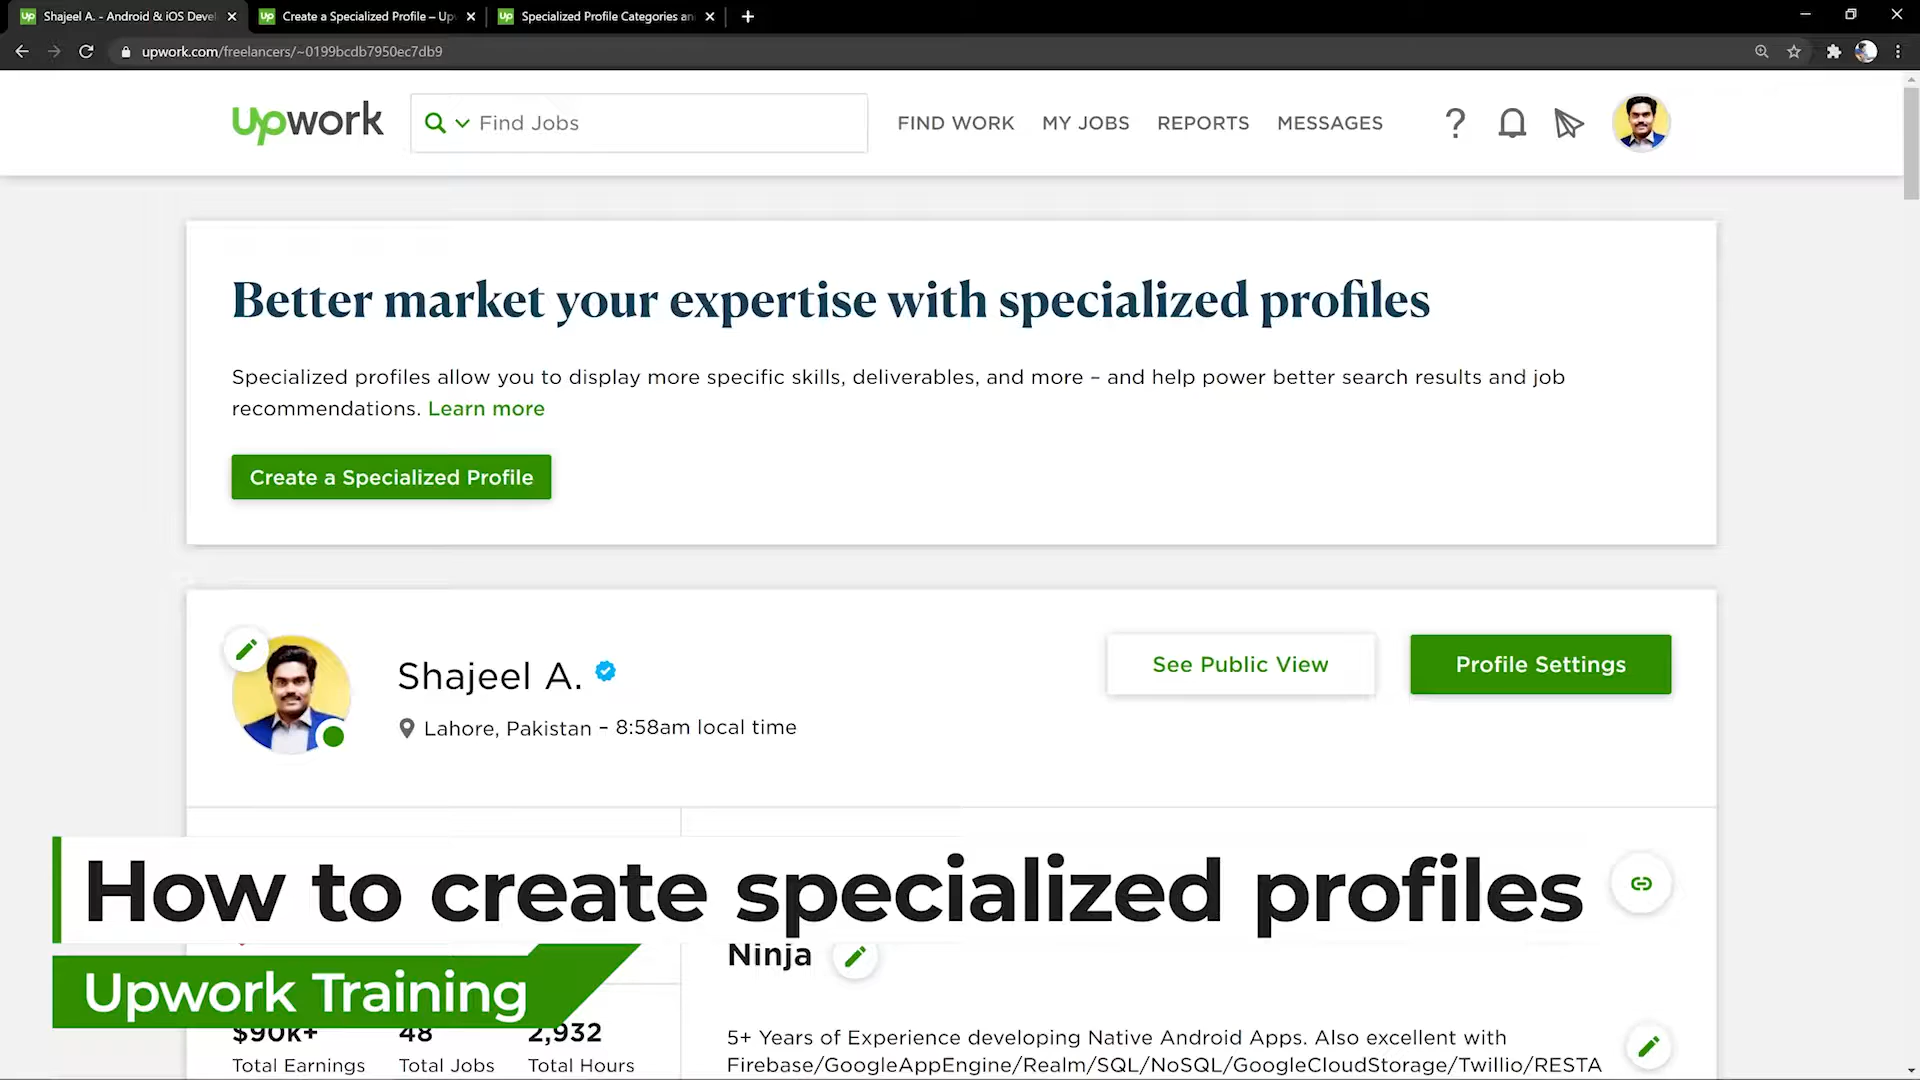 Shajeel A. - Android & iOS Devel
Create a Specialized Profile – Up
Specialized Profile Categories an
upwork.com/freelancers/~0199bcdb7950ec7db9
upwork
Find Jobs
FIND WORK
MY JOBS
REPORTS
MESSAGES
Better market your expertise with specialized profiles
Specialized profiles allow you to display more specific skills, deliverables, and more – and help power better search results and job
recommendations. Learn more
Create a Specialized Profile
Shajeel A.
Lahore, Pakistan – 8:58am local time
See Public View
Profile Settings
How to create specialized profiles
Upwork Training
Ninja
$90k+
48
2,932
Total Earnings
Total Jobs
Total Hours
5+ Years of Experience developing Native Android Apps. Also excellent with
Firebase/GoogleAppEngine/Realm/SQL/NoSQL/GoogleCloudStorage/Twillio/RESTA